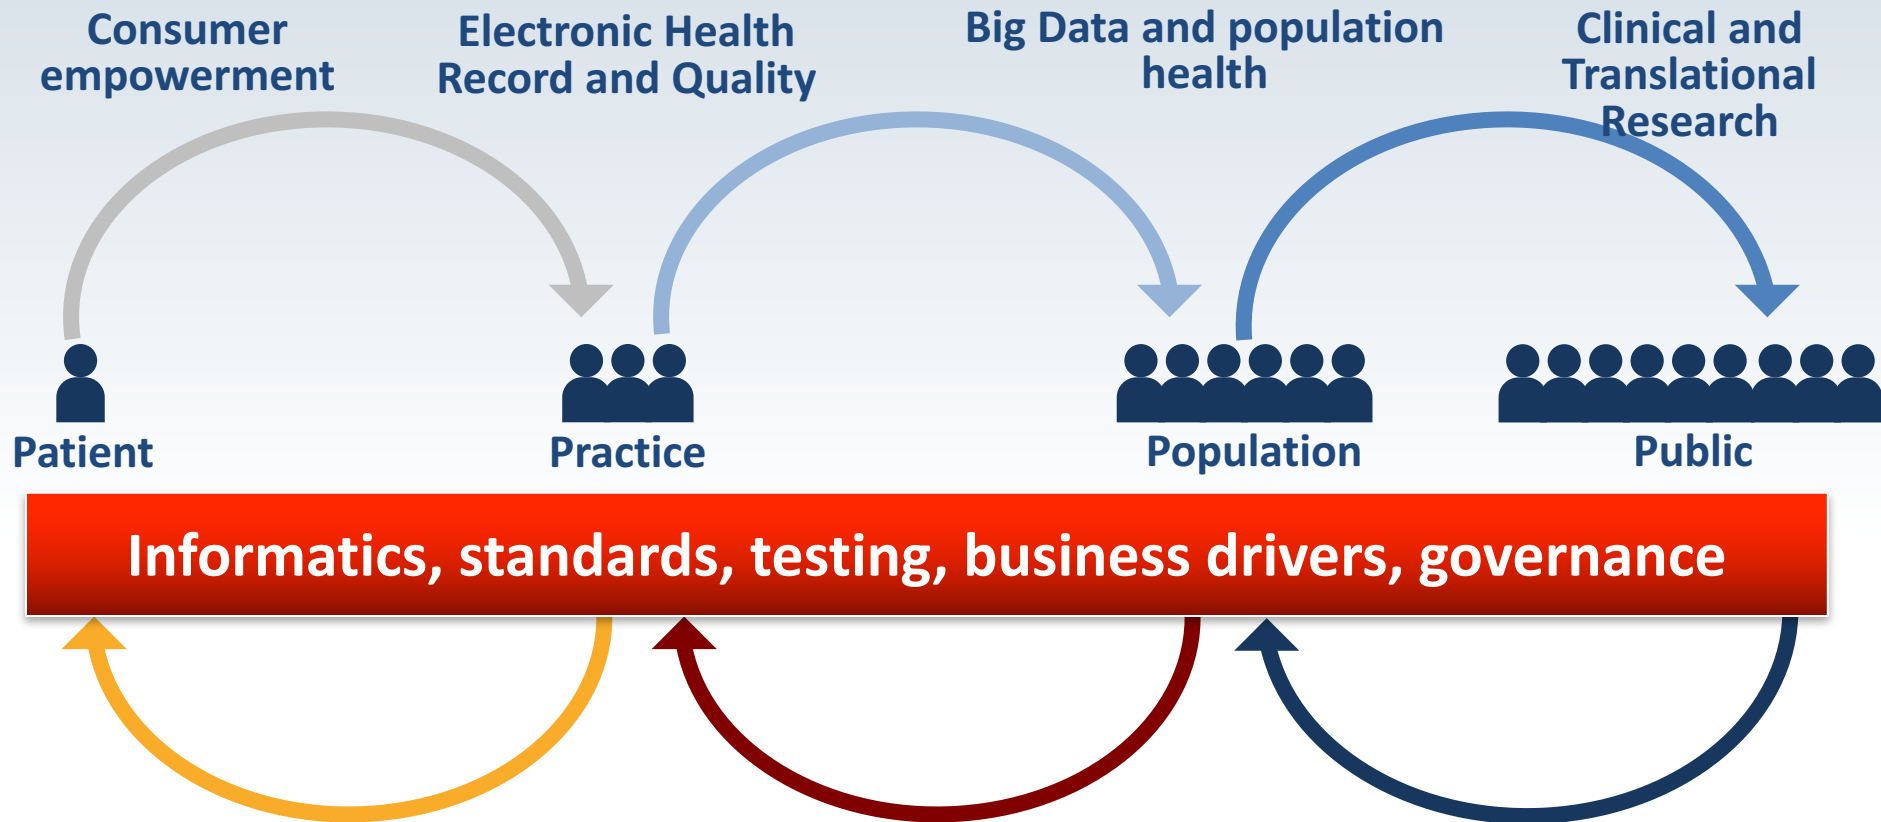 Consumer
empowerment
Electronic Health
Record and Quality
Big Data and population
health
Clinical and
Translational
Research
Patient
Practice
Population
Public
Informatics, standards, testing, business drivers, governance